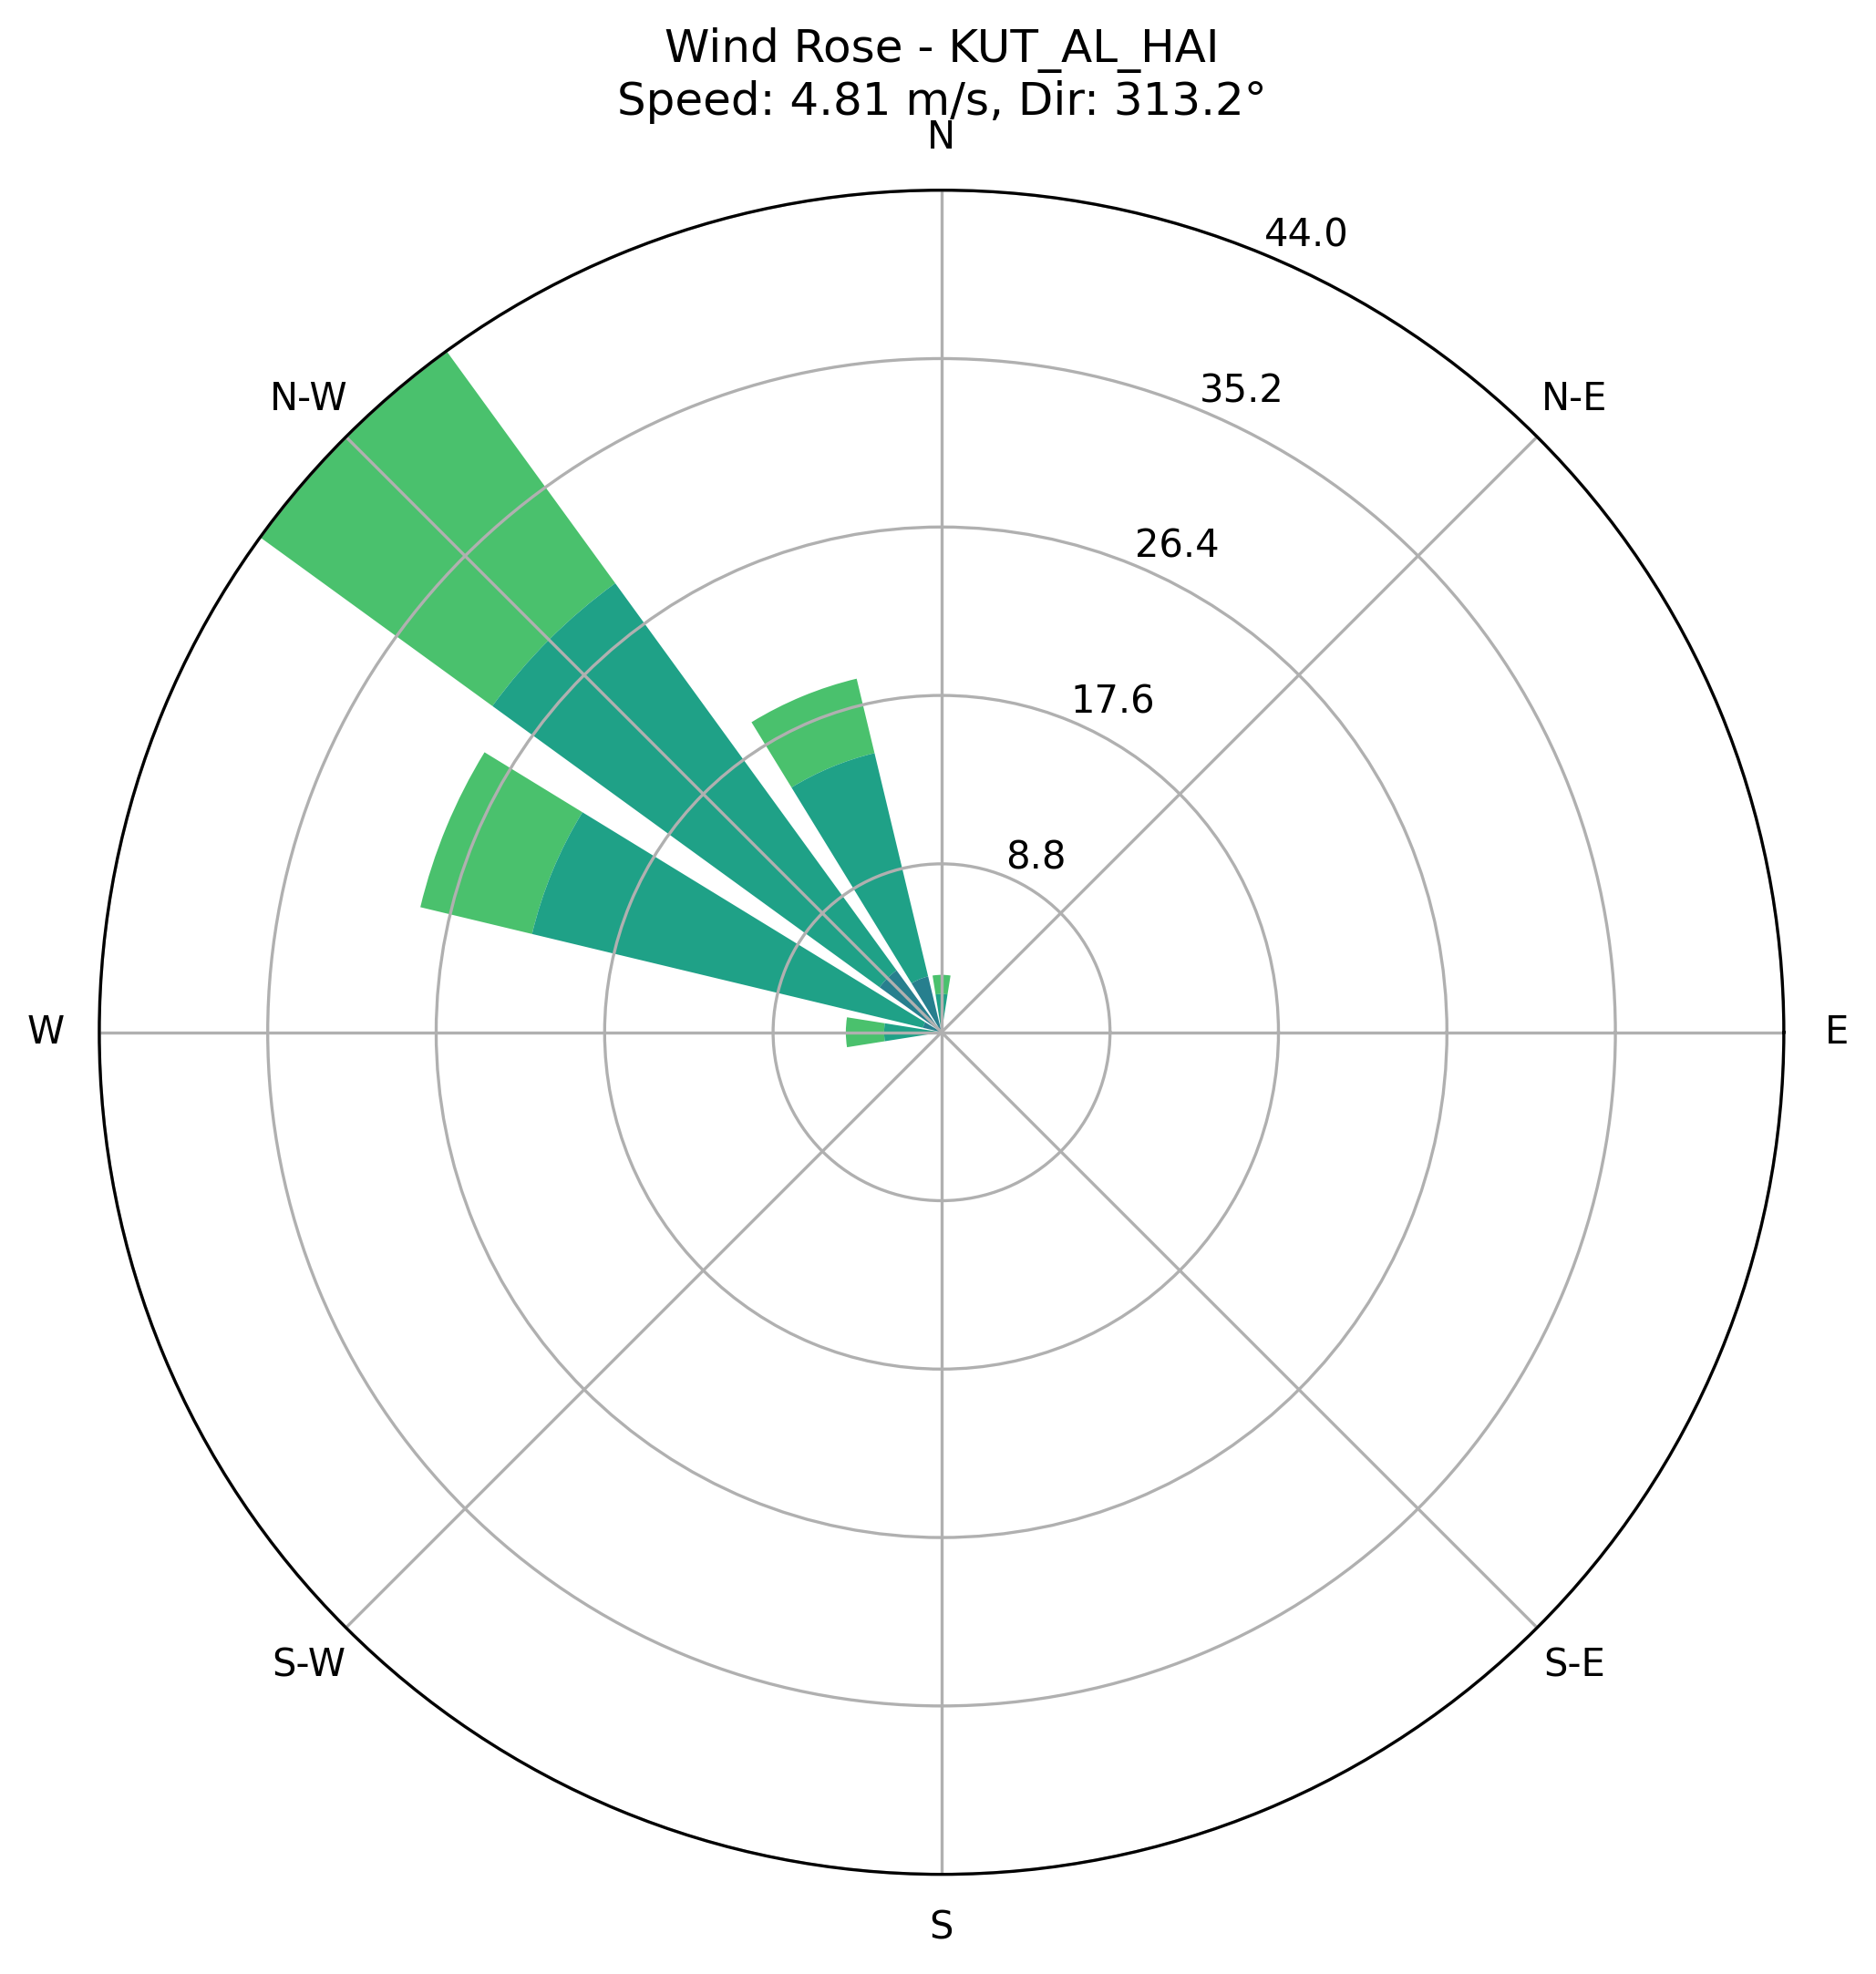 Wind Rose - KUT_AL_HAI
Speed: 4.81 m/s, Dir: 313.2°
N
44.0
35.2
N-W
N-E
26.4
17.6
8.8
W
E
S-W
S-E
S